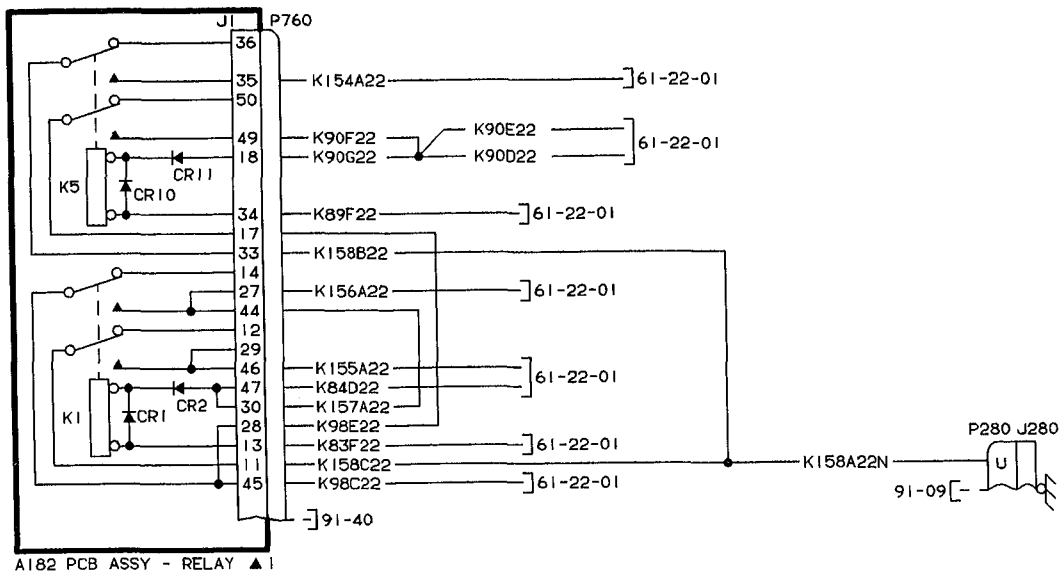 J1 P760
36
35 K154A22 61-22-01
50
49 K90F22 K90E22
18 K90G22 K90D22 61-22-01
CR11
K5 CR10
34 K89F22 61-22-01
17
33 K158B22
14
27 K156A22 61-22-01
44
12
29
46 K155A22
47 K84D22 61-22-01
CR2
30 K157A22
K1 CR1
28 K98E22
13 K83F22 61-22-01
11 K158C22 K158A22N
P280 J280
U
45 K98C22 61-22-01
91-09
91-40
A182 PCB ASSY - RELAY ▲ 1